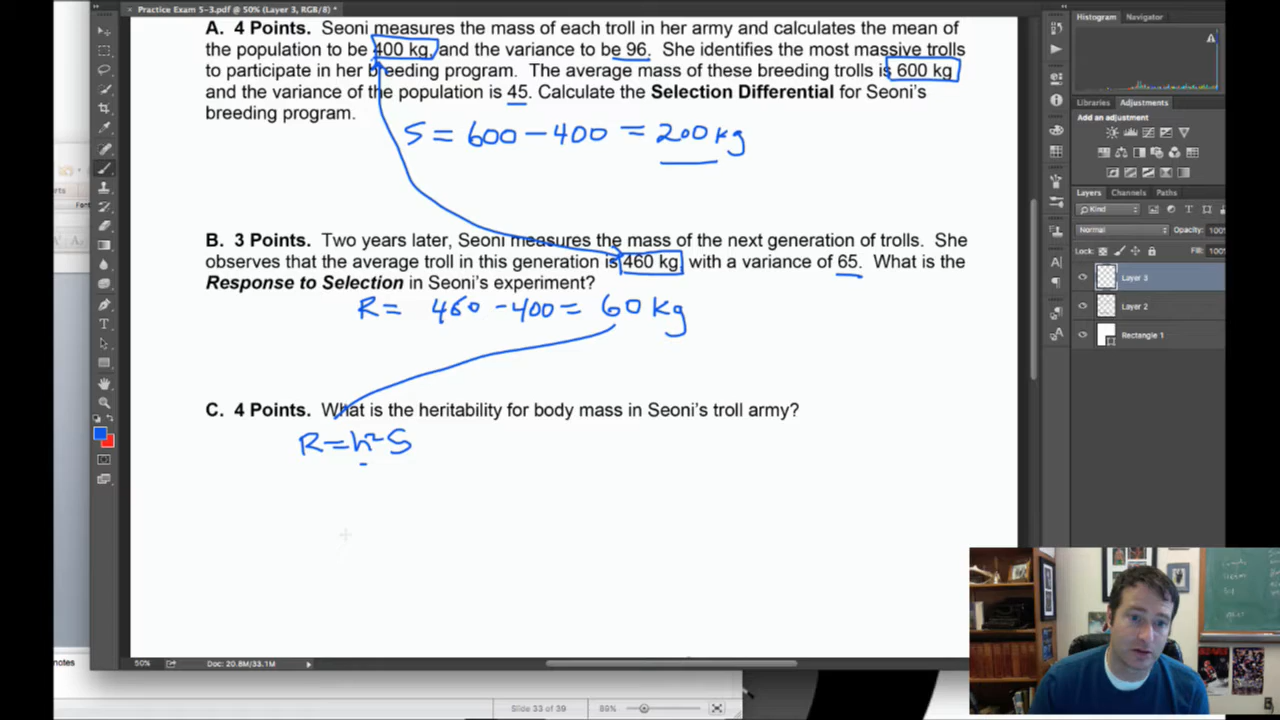 Practice Exam 5-3.pdf @ 50% (Layer 3, RGB/8) *
Histogram
Navigator
A. 4 Points. Seoni measures the mass of each troll in her army and calculates the mean of
the population to be 400 kg, and the variance to be 96. She identifies the most massive trolls
to participate in her breeding program. The average mass of these breeding trolls is 600 kg
and the variance of the population is 45. Calculate the Selection Differential for Seoni's
breeding program.
S = 600 - 400 = 200 kg
Libraries
Adjustments
Add an adjustment
Layers
Channels
Paths
Kind
Normal
Opacity: 100
Lock:
Fill: 100
Layer 3
Layer 2
Rectangle 1
B. 3 Points. Two years later, Seoni measures the mass of the next generation of trolls. She
observes that the average troll in this generation is 460 kg with a variance of 65. What is the
Response to Selection in Seoni's experiment?
R = 460 - 400 = 60 kg
C. 4 Points. What is the heritability for body mass in Seoni's troll army?
R = h² S
50%
Doc: 20.8M/33.1M
notes
Slide 33 of 39
89%